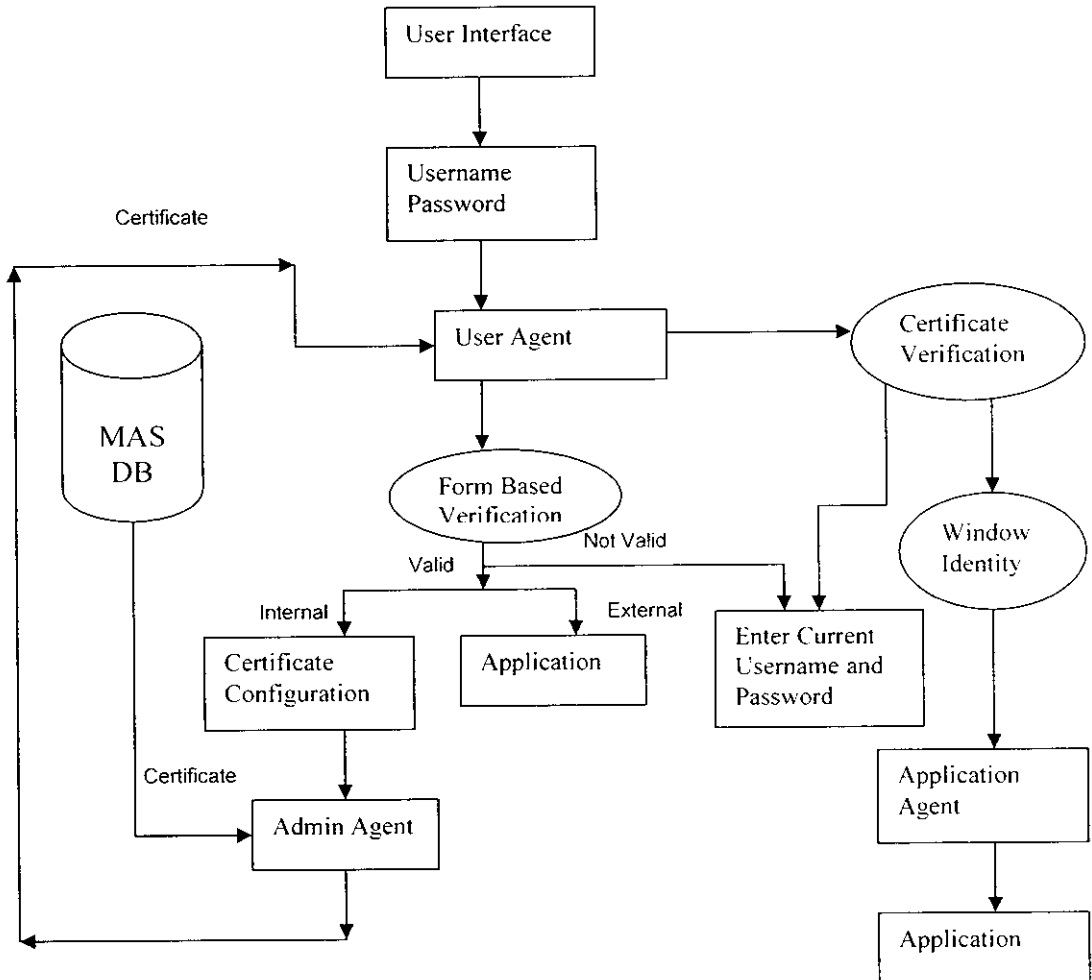 User Interface
Username
Password
Certificate
User Agent
Certificate
Verification
MAS
DB
Form Based
Verification
Window
Identity
Not Valid
Valid
Internal
External
Certificate
Configuration
Application
Enter Current
Username and
Password
Certificate
Application
Agent
Admin Agent
Application